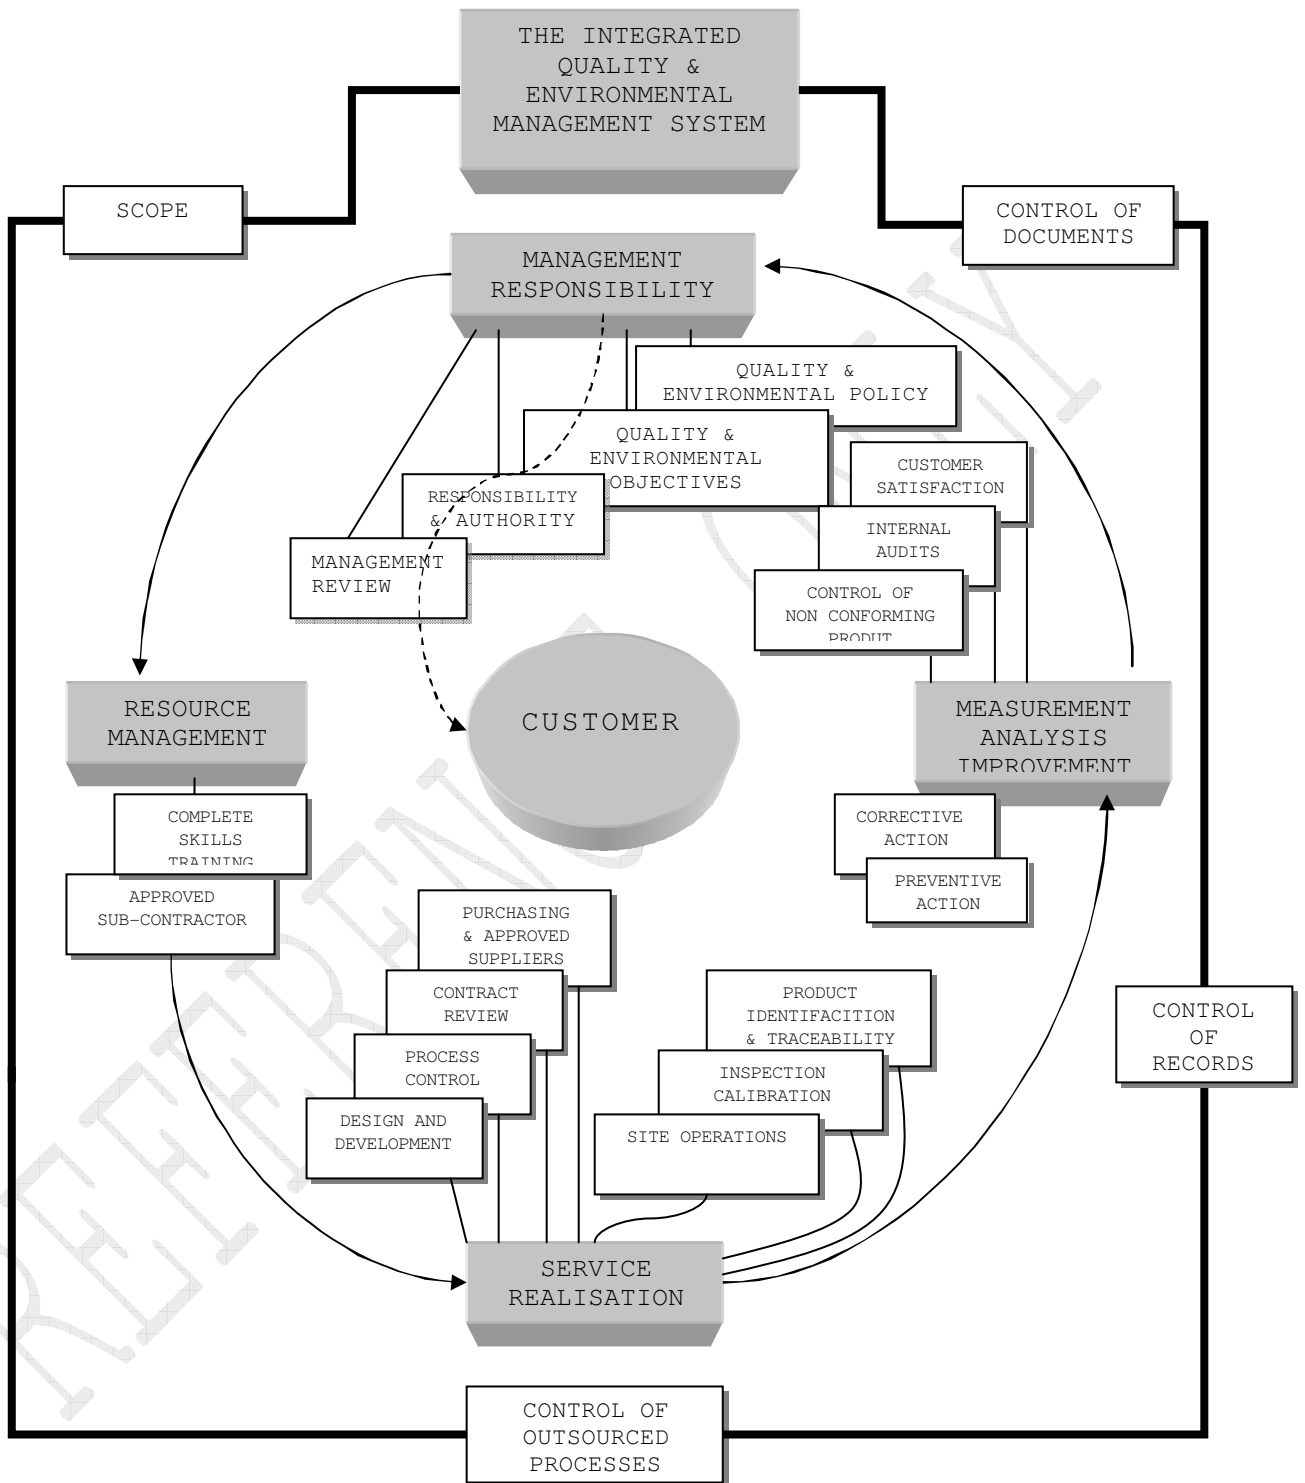 THE INTEGRATED
QUALITY &
ENVIRONMENTAL
MANAGEMENT SYSTEM
SCOPE
CONTROL OF
DOCUMENTS
MANAGEMENT
RESPONSIBILITY
QUALITY &
ENVIRONMENTAL POLICY
QUALITY &
ENVIRONMENTAL
OBJECTIVES
CUSTOMER
SATISFACTION
RESPONSIBILITY
& AUTHORITY
INTERNAL
AUDITS
MANAGEMENT
REVIEW
CONTROL OF
NON CONFORMING
PRODUT
CUSTOMER
RESOURCE
MANAGEMENT
MEASUREMENT
ANALYSIS
IMPROVEMENT
COMPLETE
SKILLS
TRAINING
CORRECTIVE
ACTION
APPROVED
SUB-CONTRACTOR
PREVENTIVE
ACTION
PURCHASING
& APPROVED
SUPPLIERS
CONTRACT
REVIEW
PROCESS
CONTROL
DESIGN AND
DEVELOPMENT
PRODUCT
IDENTIFACITION
& TRACEABILITY
INSPECTION
CALIBRATION
SITE OPERATIONS
CONTROL
OF
RECORDS
SERVICE
REALISATION
CONTROL OF
OUTSOURCED
PROCESSES